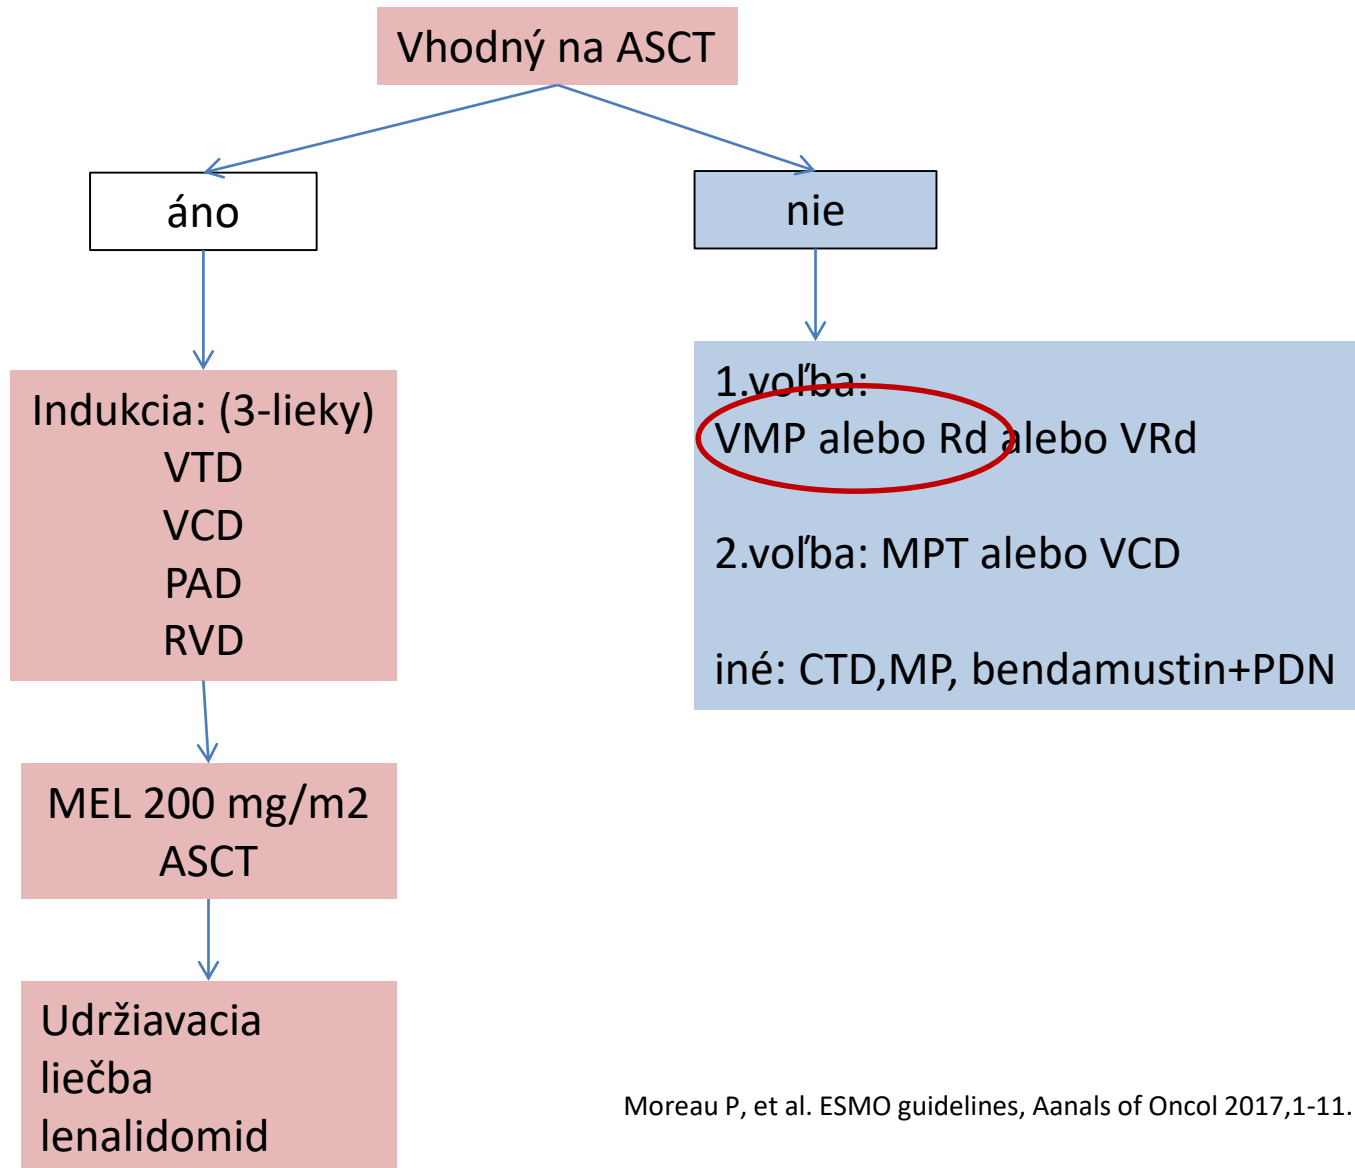 Vhodný na ASCT
áno
nie
Indukcia: (3-lieky)
VTD
VCD
PAD
RVD
MEL 200 mg/m2
ASCT
Udržiavacia
liečba
lenalidomid
1.voľba:
VMP alebo Rd alebo VRd
2.voľba: MPT alebo VCD
iné: CTD,MP, bendamustin+PDN
Moreau P, et al. ESMO guidelines, Aanals of Oncol 2017,1-11.